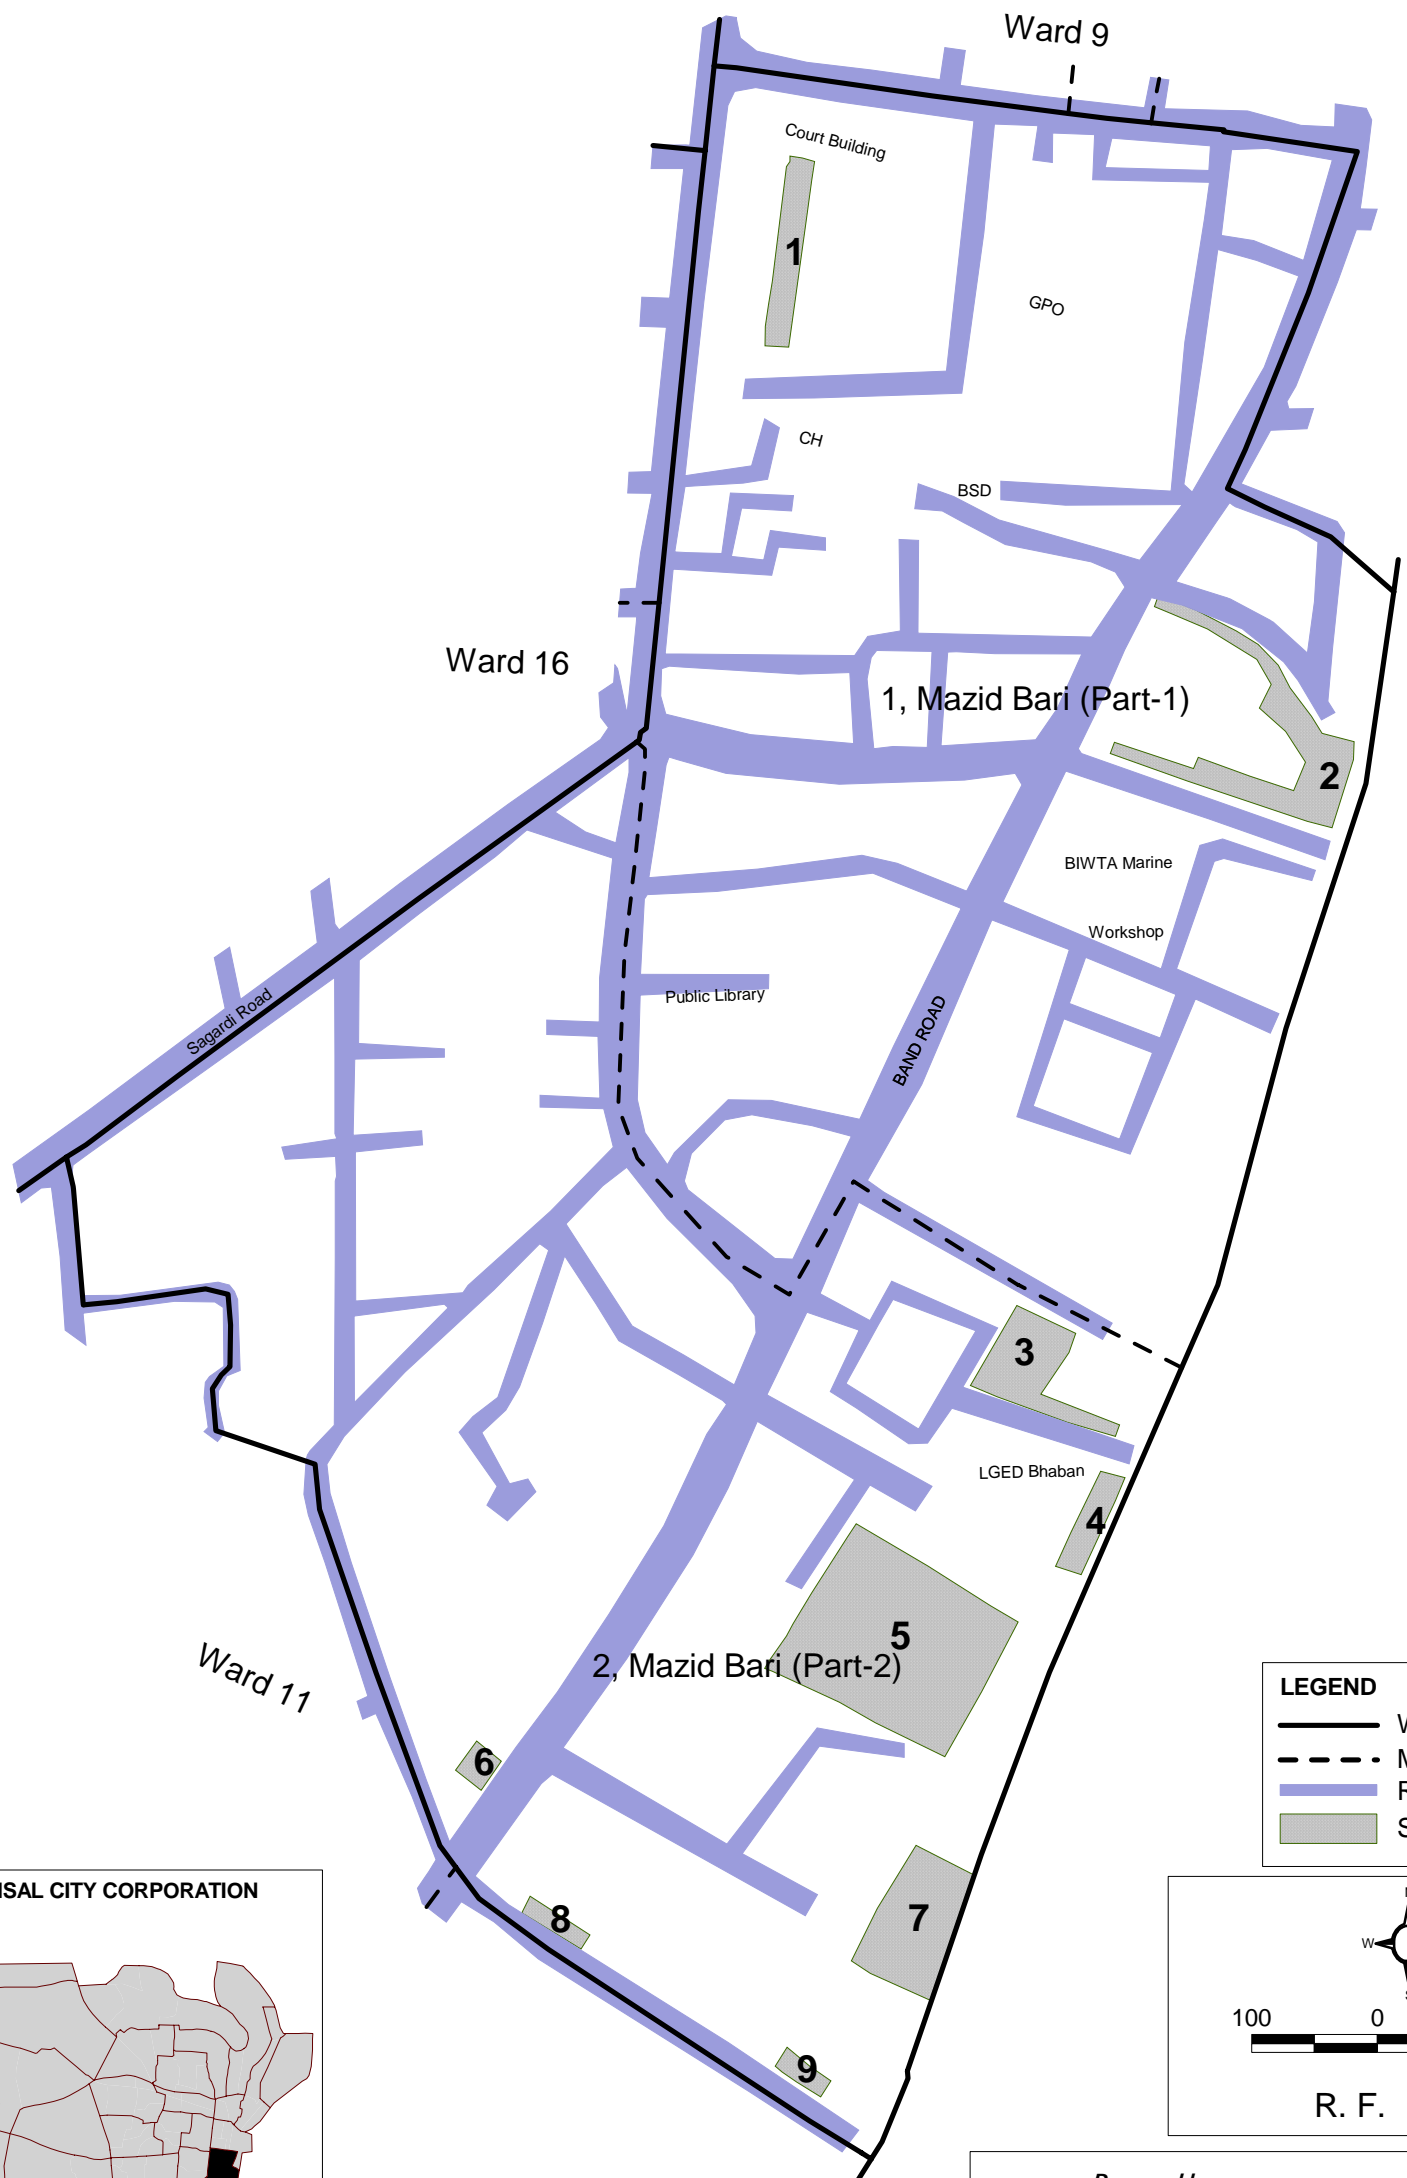 Ward 9
Court Building
1
GPO
CH
BSD
Ward 16
1, Mazid Bari (Part-1)
2
BIWTA Marine
Workshop
Public Library
Sagardi Road
BAND ROAD
3
LGED Bhaban
4
5
2, Mazid Bari (Part-2)
Ward 11
6
7
8
9
LEGEND
SAL CITY CORPORATION
W
100 0
R. F.